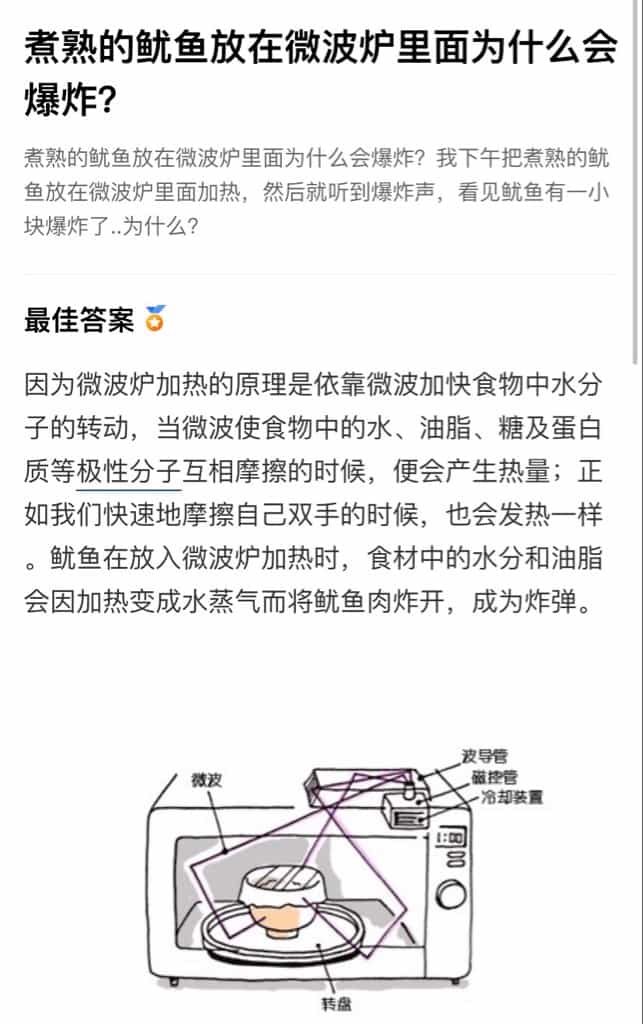 煮熟的鱿鱼放在微波炉里面为什么会
爆炸?
煮熟的鱿鱼放在微波炉里面为什么会爆炸？我下午把煮熟的鱿
鱼放在微波炉里面加热，然后就听到爆炸声，看见鱿鱼有一小
块爆炸了..为什么?
最佳答案
因为微波炉加热的原理是依靠微波加快食物中水分
子的转动，当微波使食物中的水、油脂、糖及蛋白
质等极性分子互相摩擦的时候，便会产生热量；正
如我们快速地摩擦自己双手的时候，也会发热一样
。鱿鱼在放入微波炉加热时，食材中的水分和油脂
会因加热变成水蒸气而将鱿鱼肉炸开，成为炸弹。
波导管
微波
磁控管
冷却装置
1:00
转盘